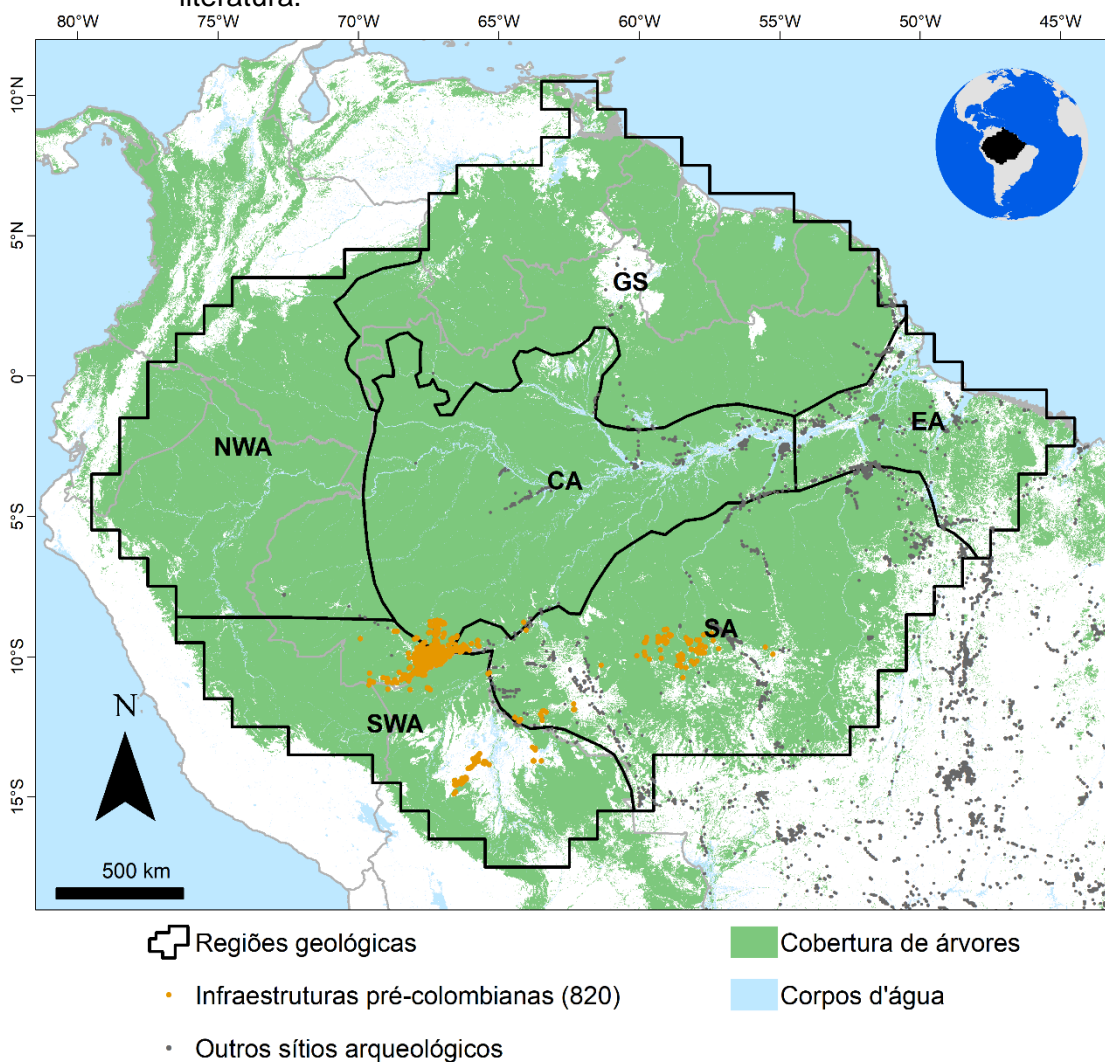 literatura.
80°W 75°W 70°W 65°W 60°W 55°W 50°W 45°W
10°N
5°N
0°
5°S
10°S
15°S
GS
NWA
EA
CA
SA
SWA
N
500 km
Regiões geológicas
Cobertura de árvores
Infraestruturas pré-colombianas (820)
Corpos d'água
Outros sítios arqueológicos